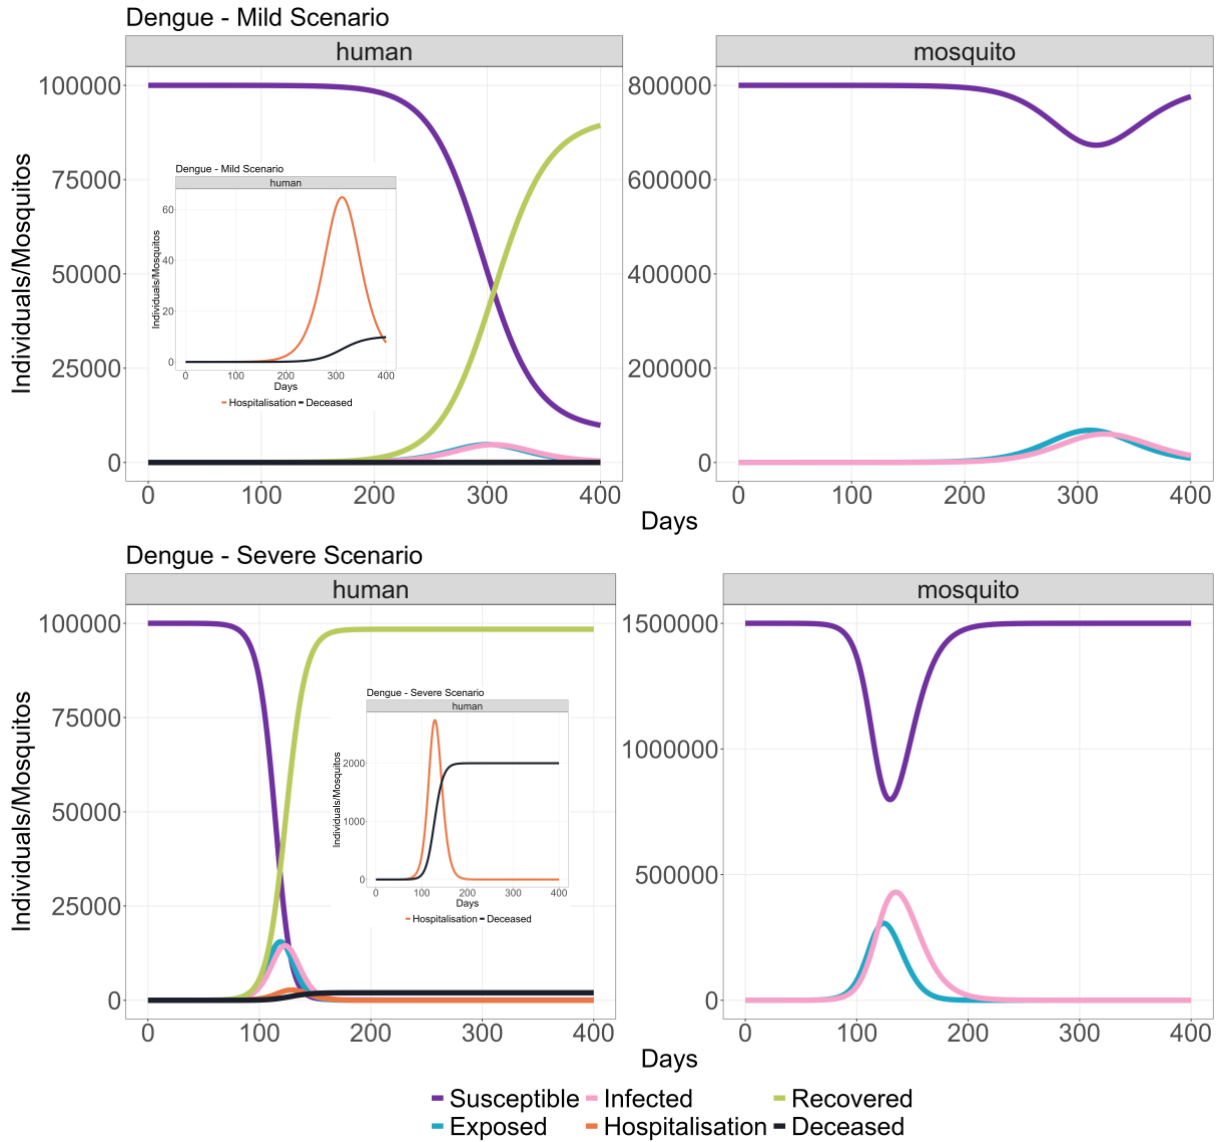 Dengue - Mild Scenario
human
mosquito
Individuals/Mosquitos
100000
75000
50000
25000
0
0 100 200 300 400
800000
600000
400000
200000
0
0 100 200 300 400
Days
Dengue - Mild Scenario
human
Individuals/Mosquitos
60
40
20
0
0 100 200 300 400
Days
Hospitalisation Deceased
Dengue - Severe Scenario
human
mosquito
Individuals/Mosquitos
100000
75000
50000
25000
0
0 100 200 300 400
1500000
1000000
500000
0
0 100 200 300 400
Days
Dengue - Severe Scenario
human
Individuals/Mosquitos
2000
1000
0
0 100 200 300 400
Days
Hospitalisation Deceased
Susceptible Infected Recovered
Exposed Hospitalisation Deceased